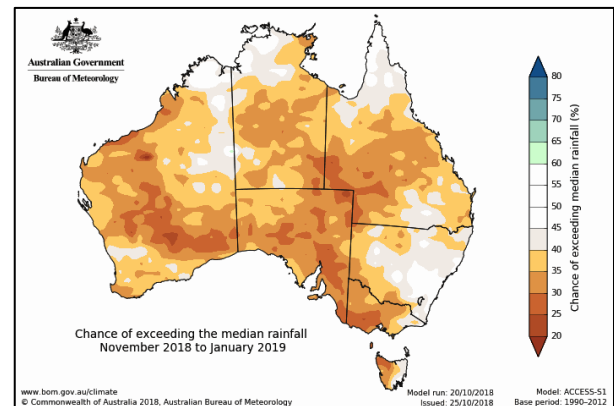 Australian Government
Bureau of Meteorology
80
75
70
65
60
55
50
45
40
35
30
25
20
Chance of exceeding median rainfall (%)
Chance of exceeding the median rainfall
November 2018 to January 2019
www.bom.gov.au/climate
© Commonwealth of Australia 2018, Australian Bureau of Meteorology
Model run: 20/10/2018
Issued: 25/10/2018
Model: ACCESS-S1
Base period: 1990–2012